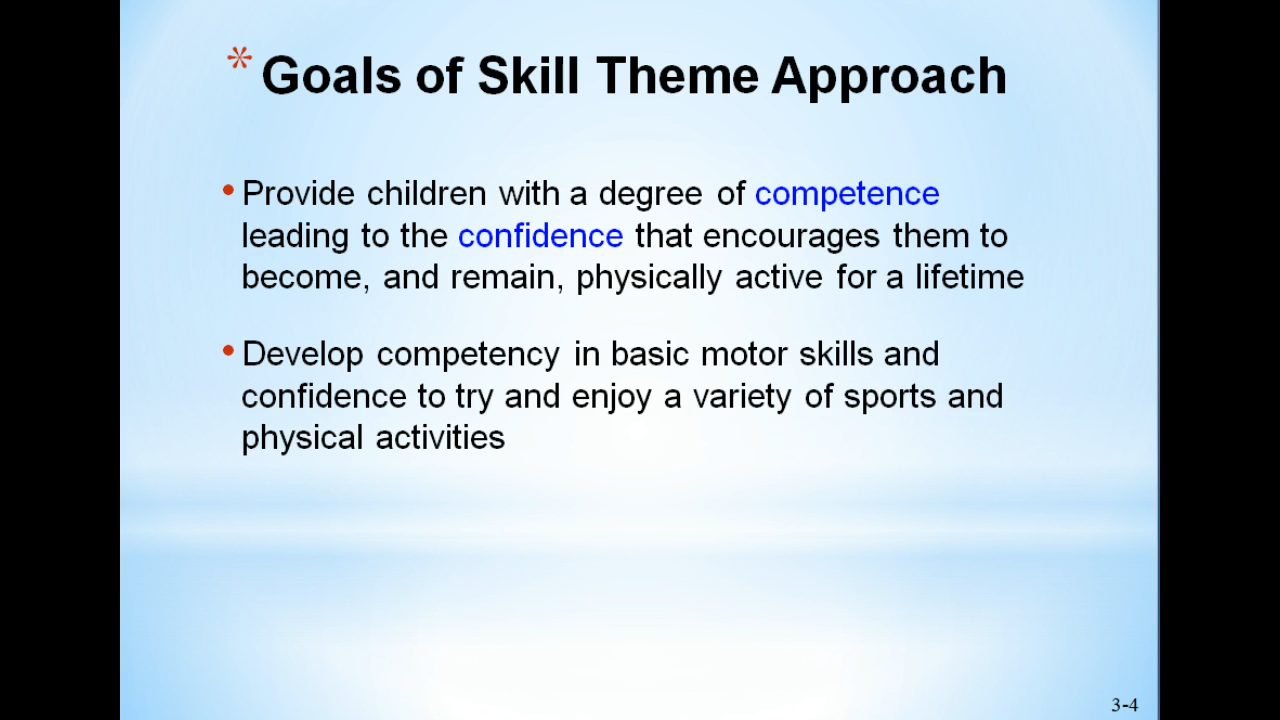 * Goals of Skill Theme Approach
• Provide children with a degree of competence
leading to the confidence that encourages them to
become, and remain, physically active for a lifetime
• Develop competency in basic motor skills and
confidence to try and enjoy a variety of sports and
physical activities
3-4